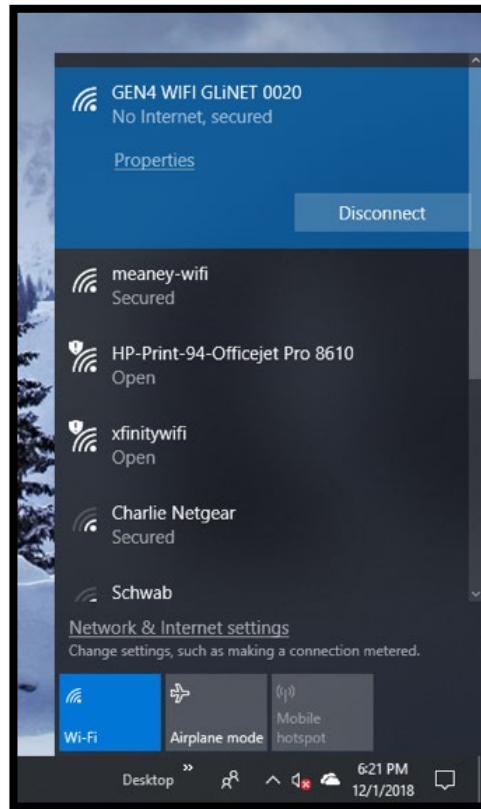 GEN4 WIFI GLiNET 0020
No Internet, secured
Properties
Disconnect
meaney-wifi
Secured
HP-Print-94-Officejet Pro 8610
Open
xfinitywifi
Open
Charlie Netgear
Secured
Schwab
Network & Internet settings
Change settings, such as making a connection metered.
Wi-Fi
Airplane mode
Mobile
hotspot
Desktop
6:21 PM
12/1/2018